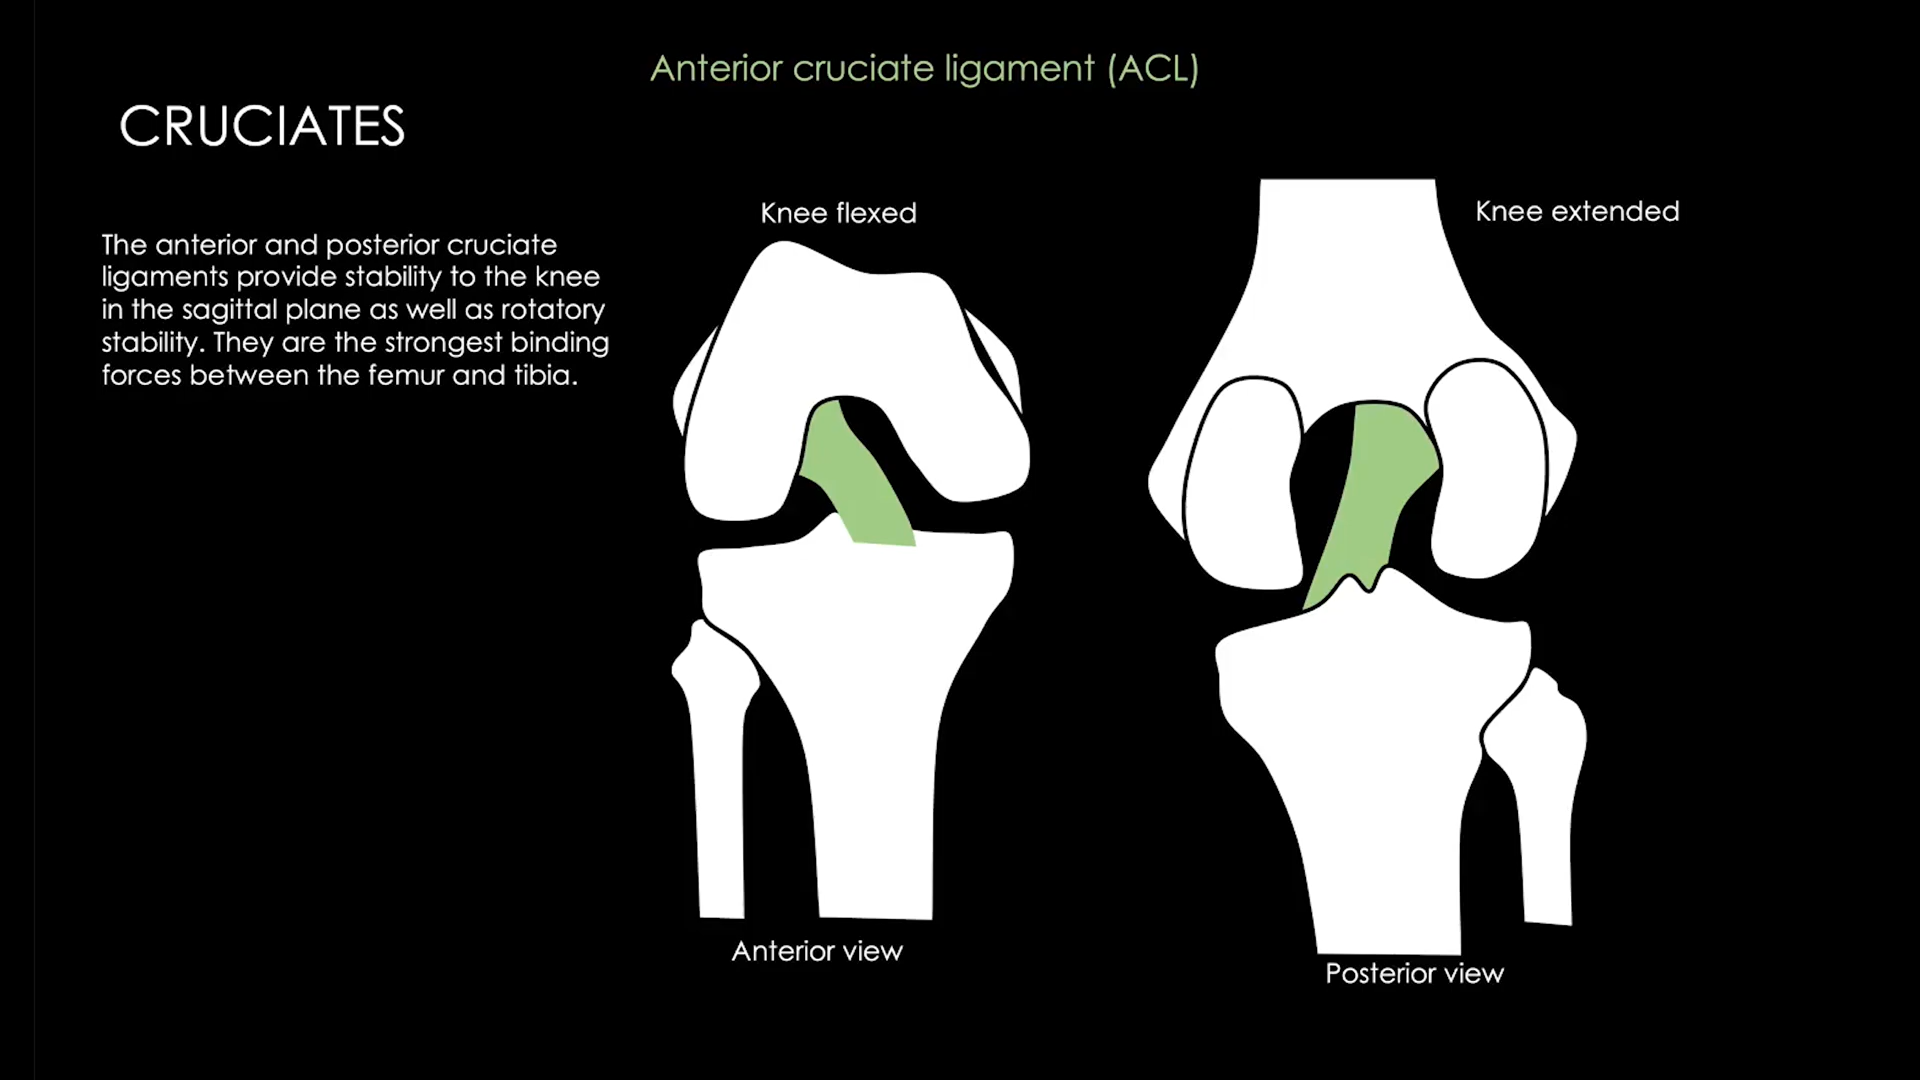 Anterior cruciate ligament (ACL)
CRUCIATES
The anterior and posterior cruciate
ligaments provide stability to the knee
in the sagittal plane as well as rotatory
stability. They are the strongest binding
forces between the femur and tibia.
Knee flexed
Knee extended
Anterior view
Posterior view